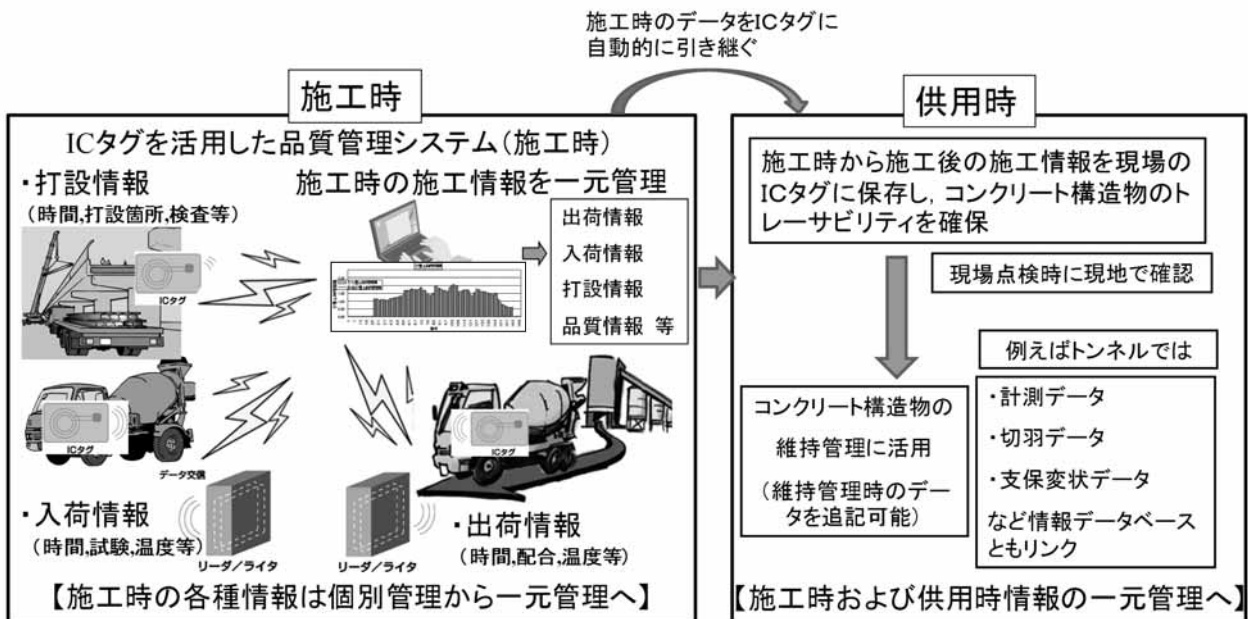 施工時のデータをICタグに
自動的に引き継ぐ
施工時
ICタグを活用した品質管理システム(施工時)
・打設情報
(時間,打設箇所,検査等)
施工時の施工情報を一元管理
出荷情報
入荷情報
打設情報
品質情報 等
ICタグ
ICタグ
データ交信
ICタグ
・入荷情報
(時間,試験,温度等)
リーダ/ライタ
リーダ/ライタ
・出荷情報
(時間,配合,温度等)
【施工時の各種情報は個別管理から一元管理へ】
供用時
施工時から施工後の施工情報を現場の
ICタグに保存し,コンクリート構造物のト
レーサビリティを確保
現場点検時に現地で確認
コンクリート構造物の
維持管理に活用
(維持管理時のデー
タを追記可能)
例えばトンネルでは
・計測データ
・切羽データ
・支保変状データ
など情報データベース
ともリンク
【施工時および供用時情報の一元管理へ】